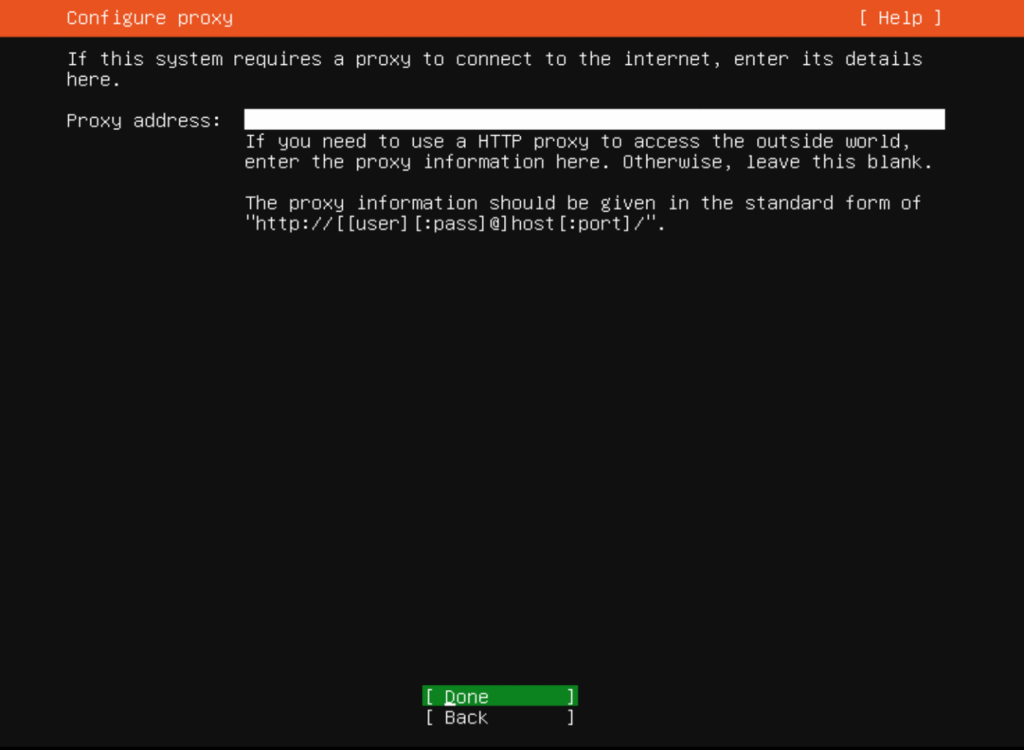 Configure proxy [ Help ]
If this system requires a proxy to connect to the internet, enter its details
here.
Proxy address:
If you need to use a HTTP proxy to access the outside world,
enter the proxy information here. Otherwise, leave this blank.
The proxy information should be given in the standard form of
"http://[[user][:pass]@]host[:port]/".
[ Done ]
[ Back ]